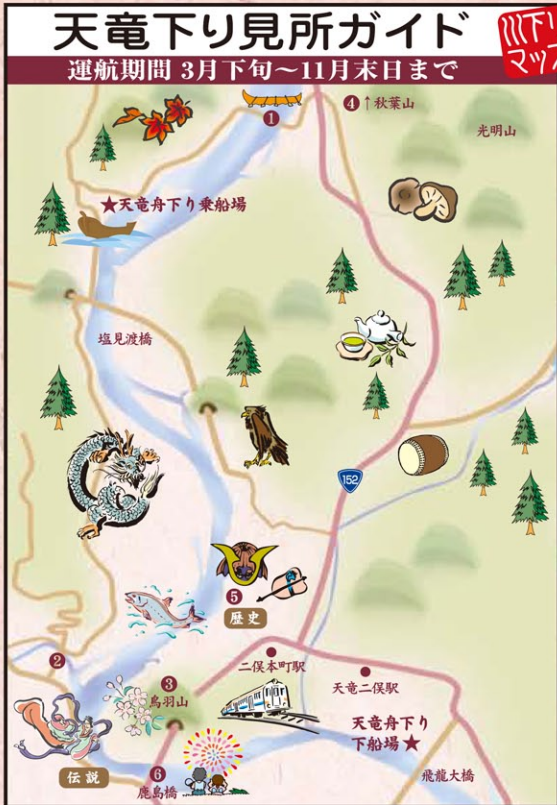 天竜下り見所ガイド
川下り
マップ
運航期間 3月下旬〜11月末日まで
1
4 ↑秋葉山
光明山
★天竜舟下り乗船場
塩見渡橋
152
5
歴史
2
二俣本町駅
3
鳥羽山
天竜二俣駅
天竜舟下り
下船場★
伝説
6
鹿島橋
飛龍大橋